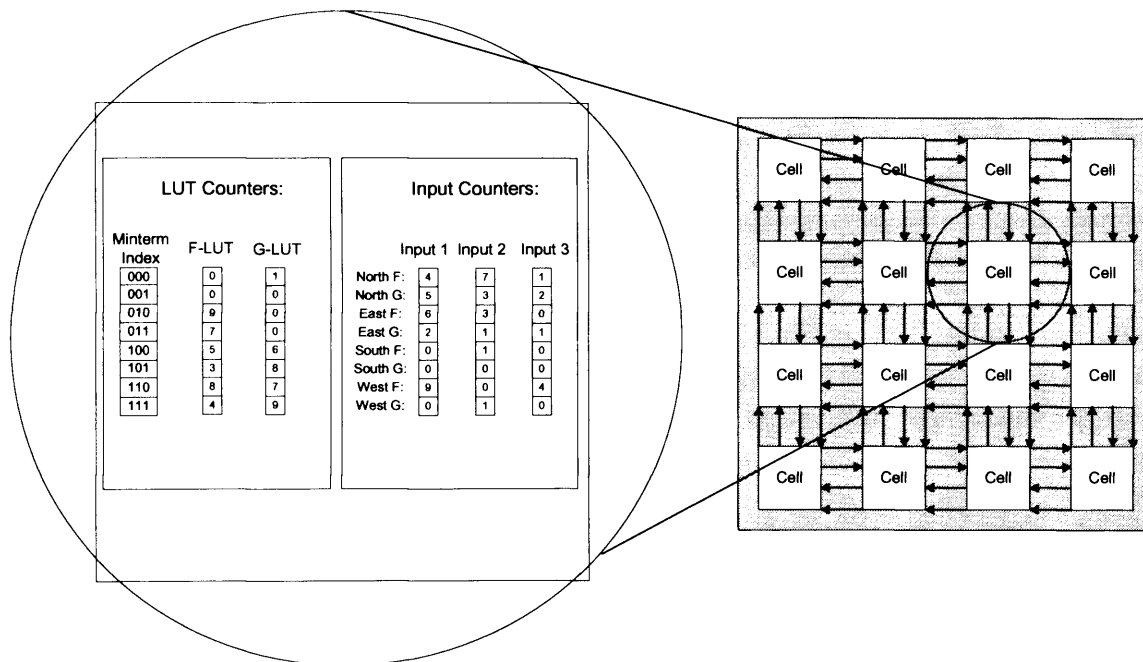 LUT Counters:
Minterm Index F-LUT G-LUT
000 0 1
001 0 0
010 9 0
011 7 0
100 5 6
101 3 8
110 8 7
111 4 9
Input Counters:
Input 1 Input 2 Input 3
North F: 4 7 1
North G: 5 3 2
East F: 6 3 0
East G: 2 1 1
South F: 0 1 0
South G: 0 0 0
West F: 9 0 4
West G: 0 1 0
Cell Cell Cell Cell
Cell Cell Cell Cell
Cell Cell Cell Cell
Cell Cell Cell Cell